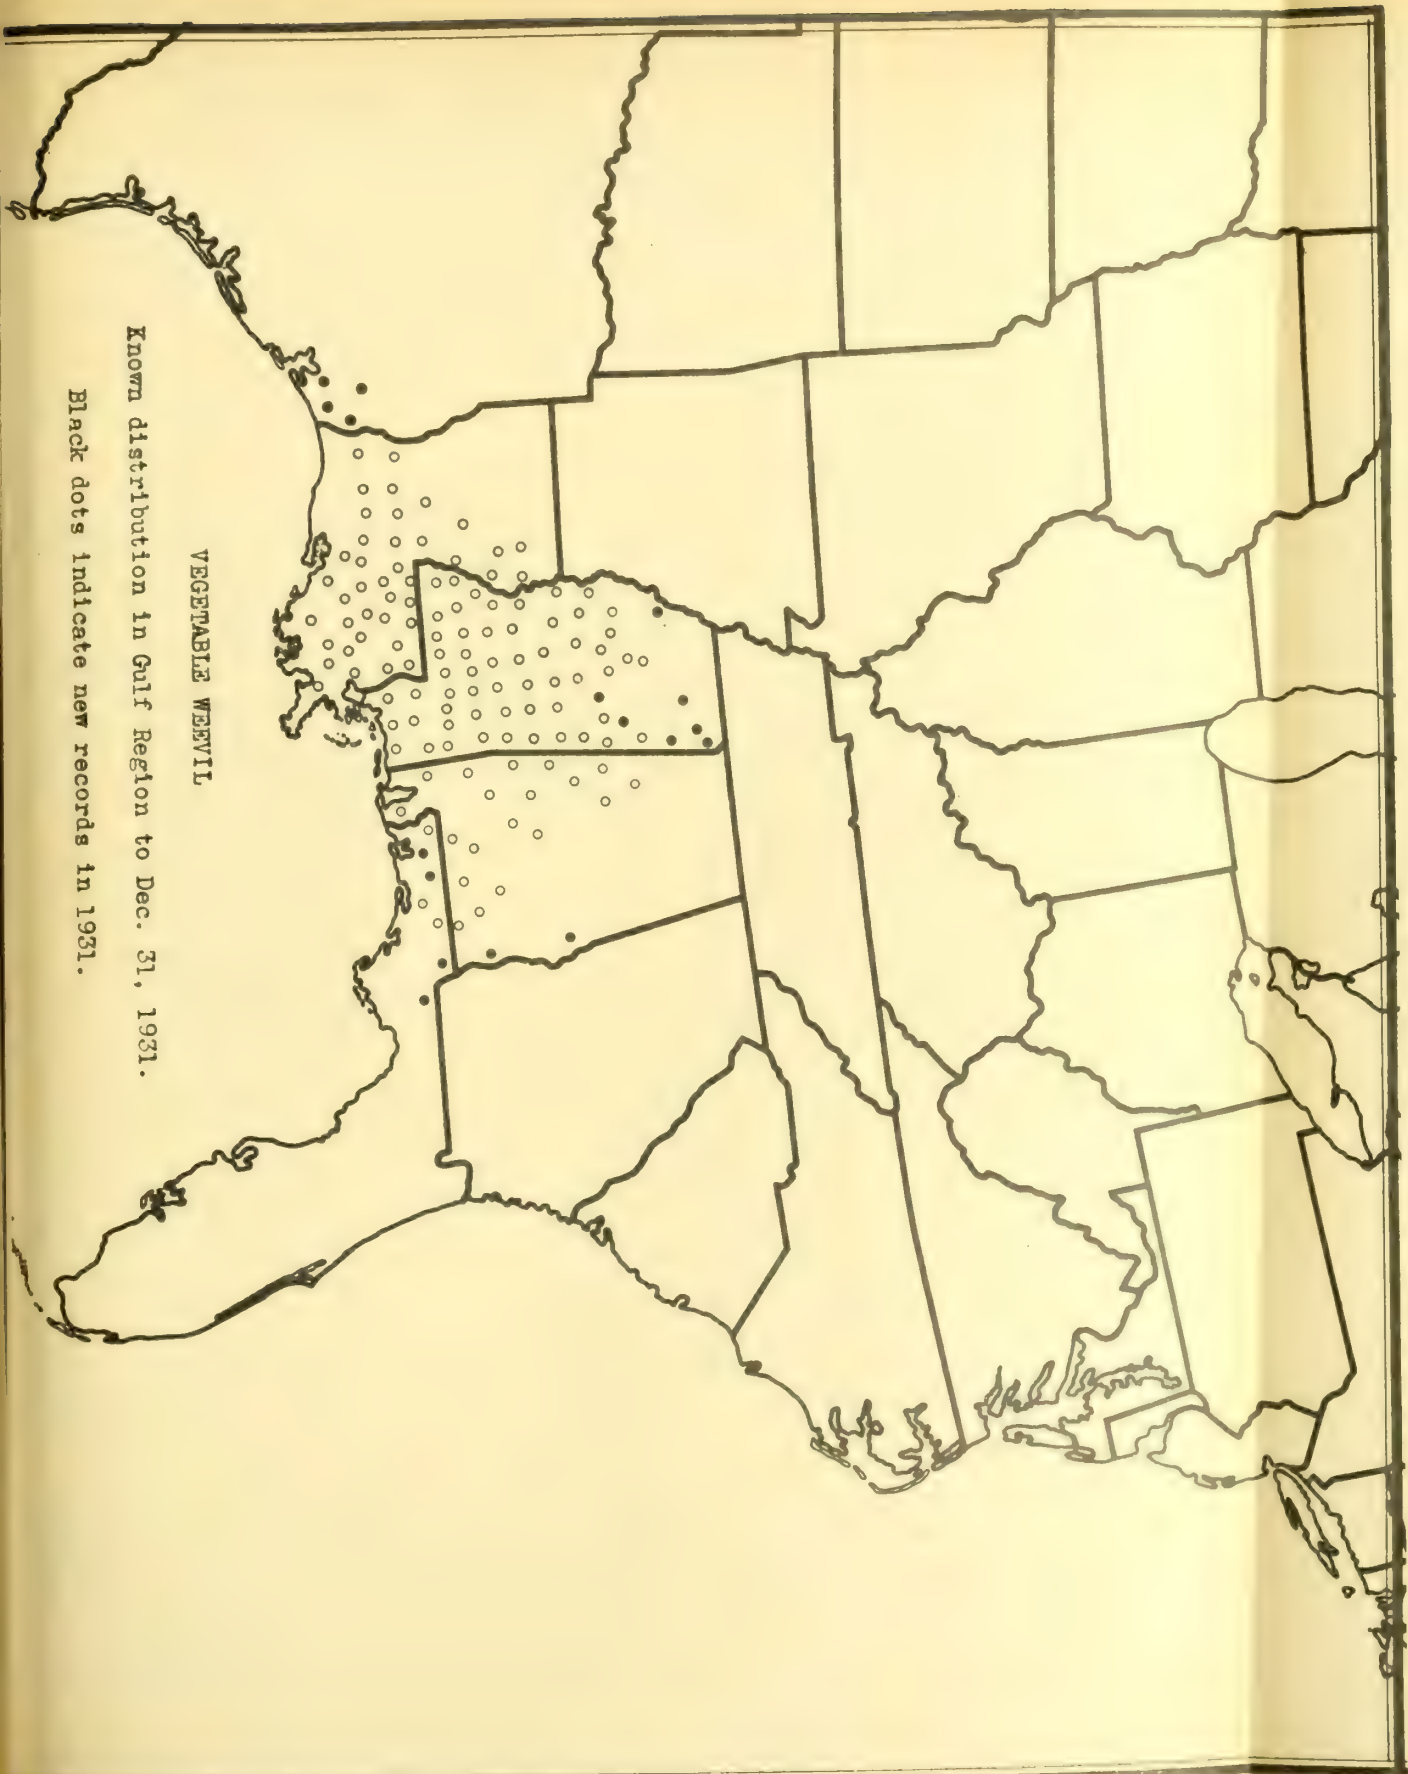 VEGETABLE WEEVIL
Known distribution in Gulf Region to Dec. 31, 1931.
Black dots indicate new records in 1931.